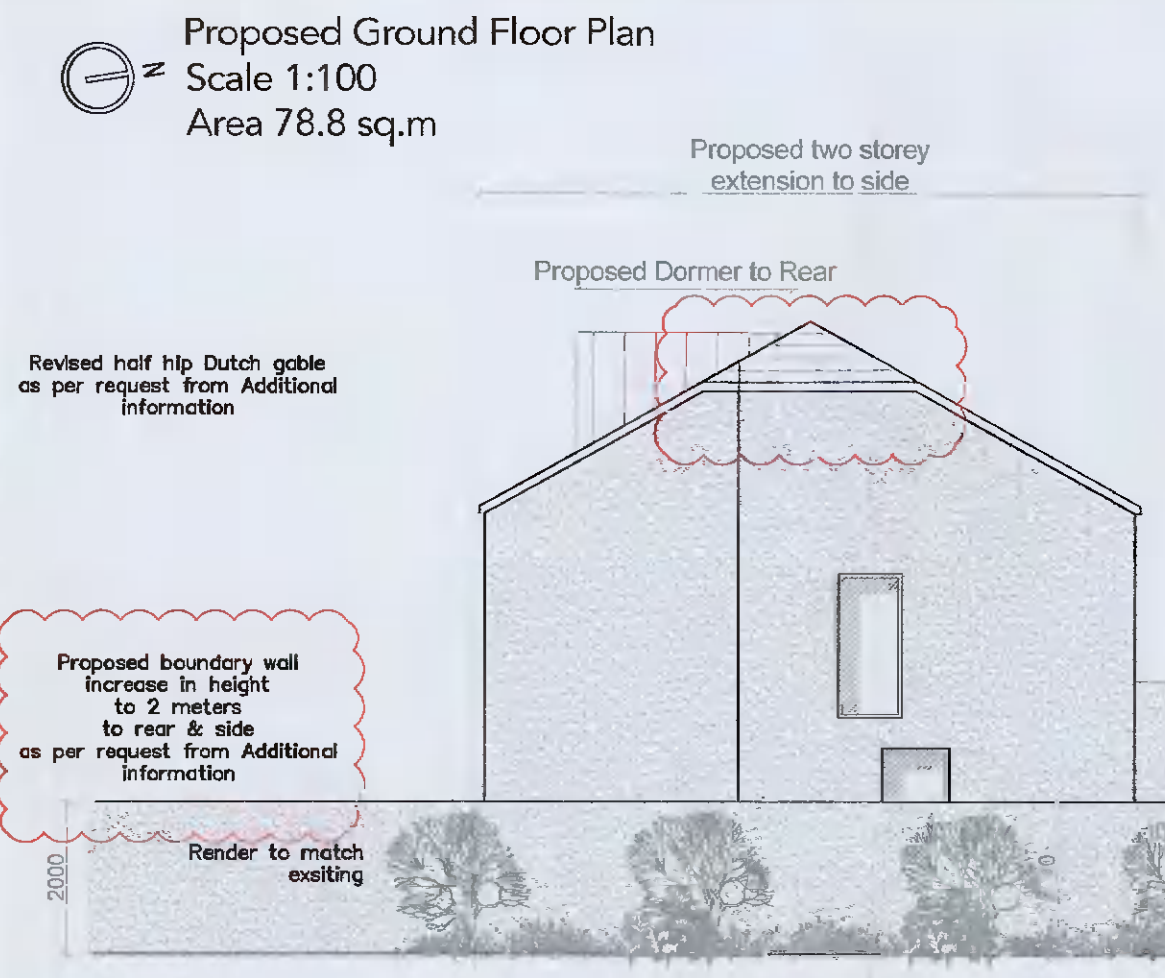 Proposed Ground Floor Plan
N
Scale 1:100
Area 78.8 sq.m
Proposed two storey
extension to side
Proposed Dormer to Rear
Revised half hip Dutch gable
as per request from Additional
information
Proposed boundary wall
increase in height
to 2 meters
to rear & side
as per request from Additional
information
Render to match
exsiting
2000